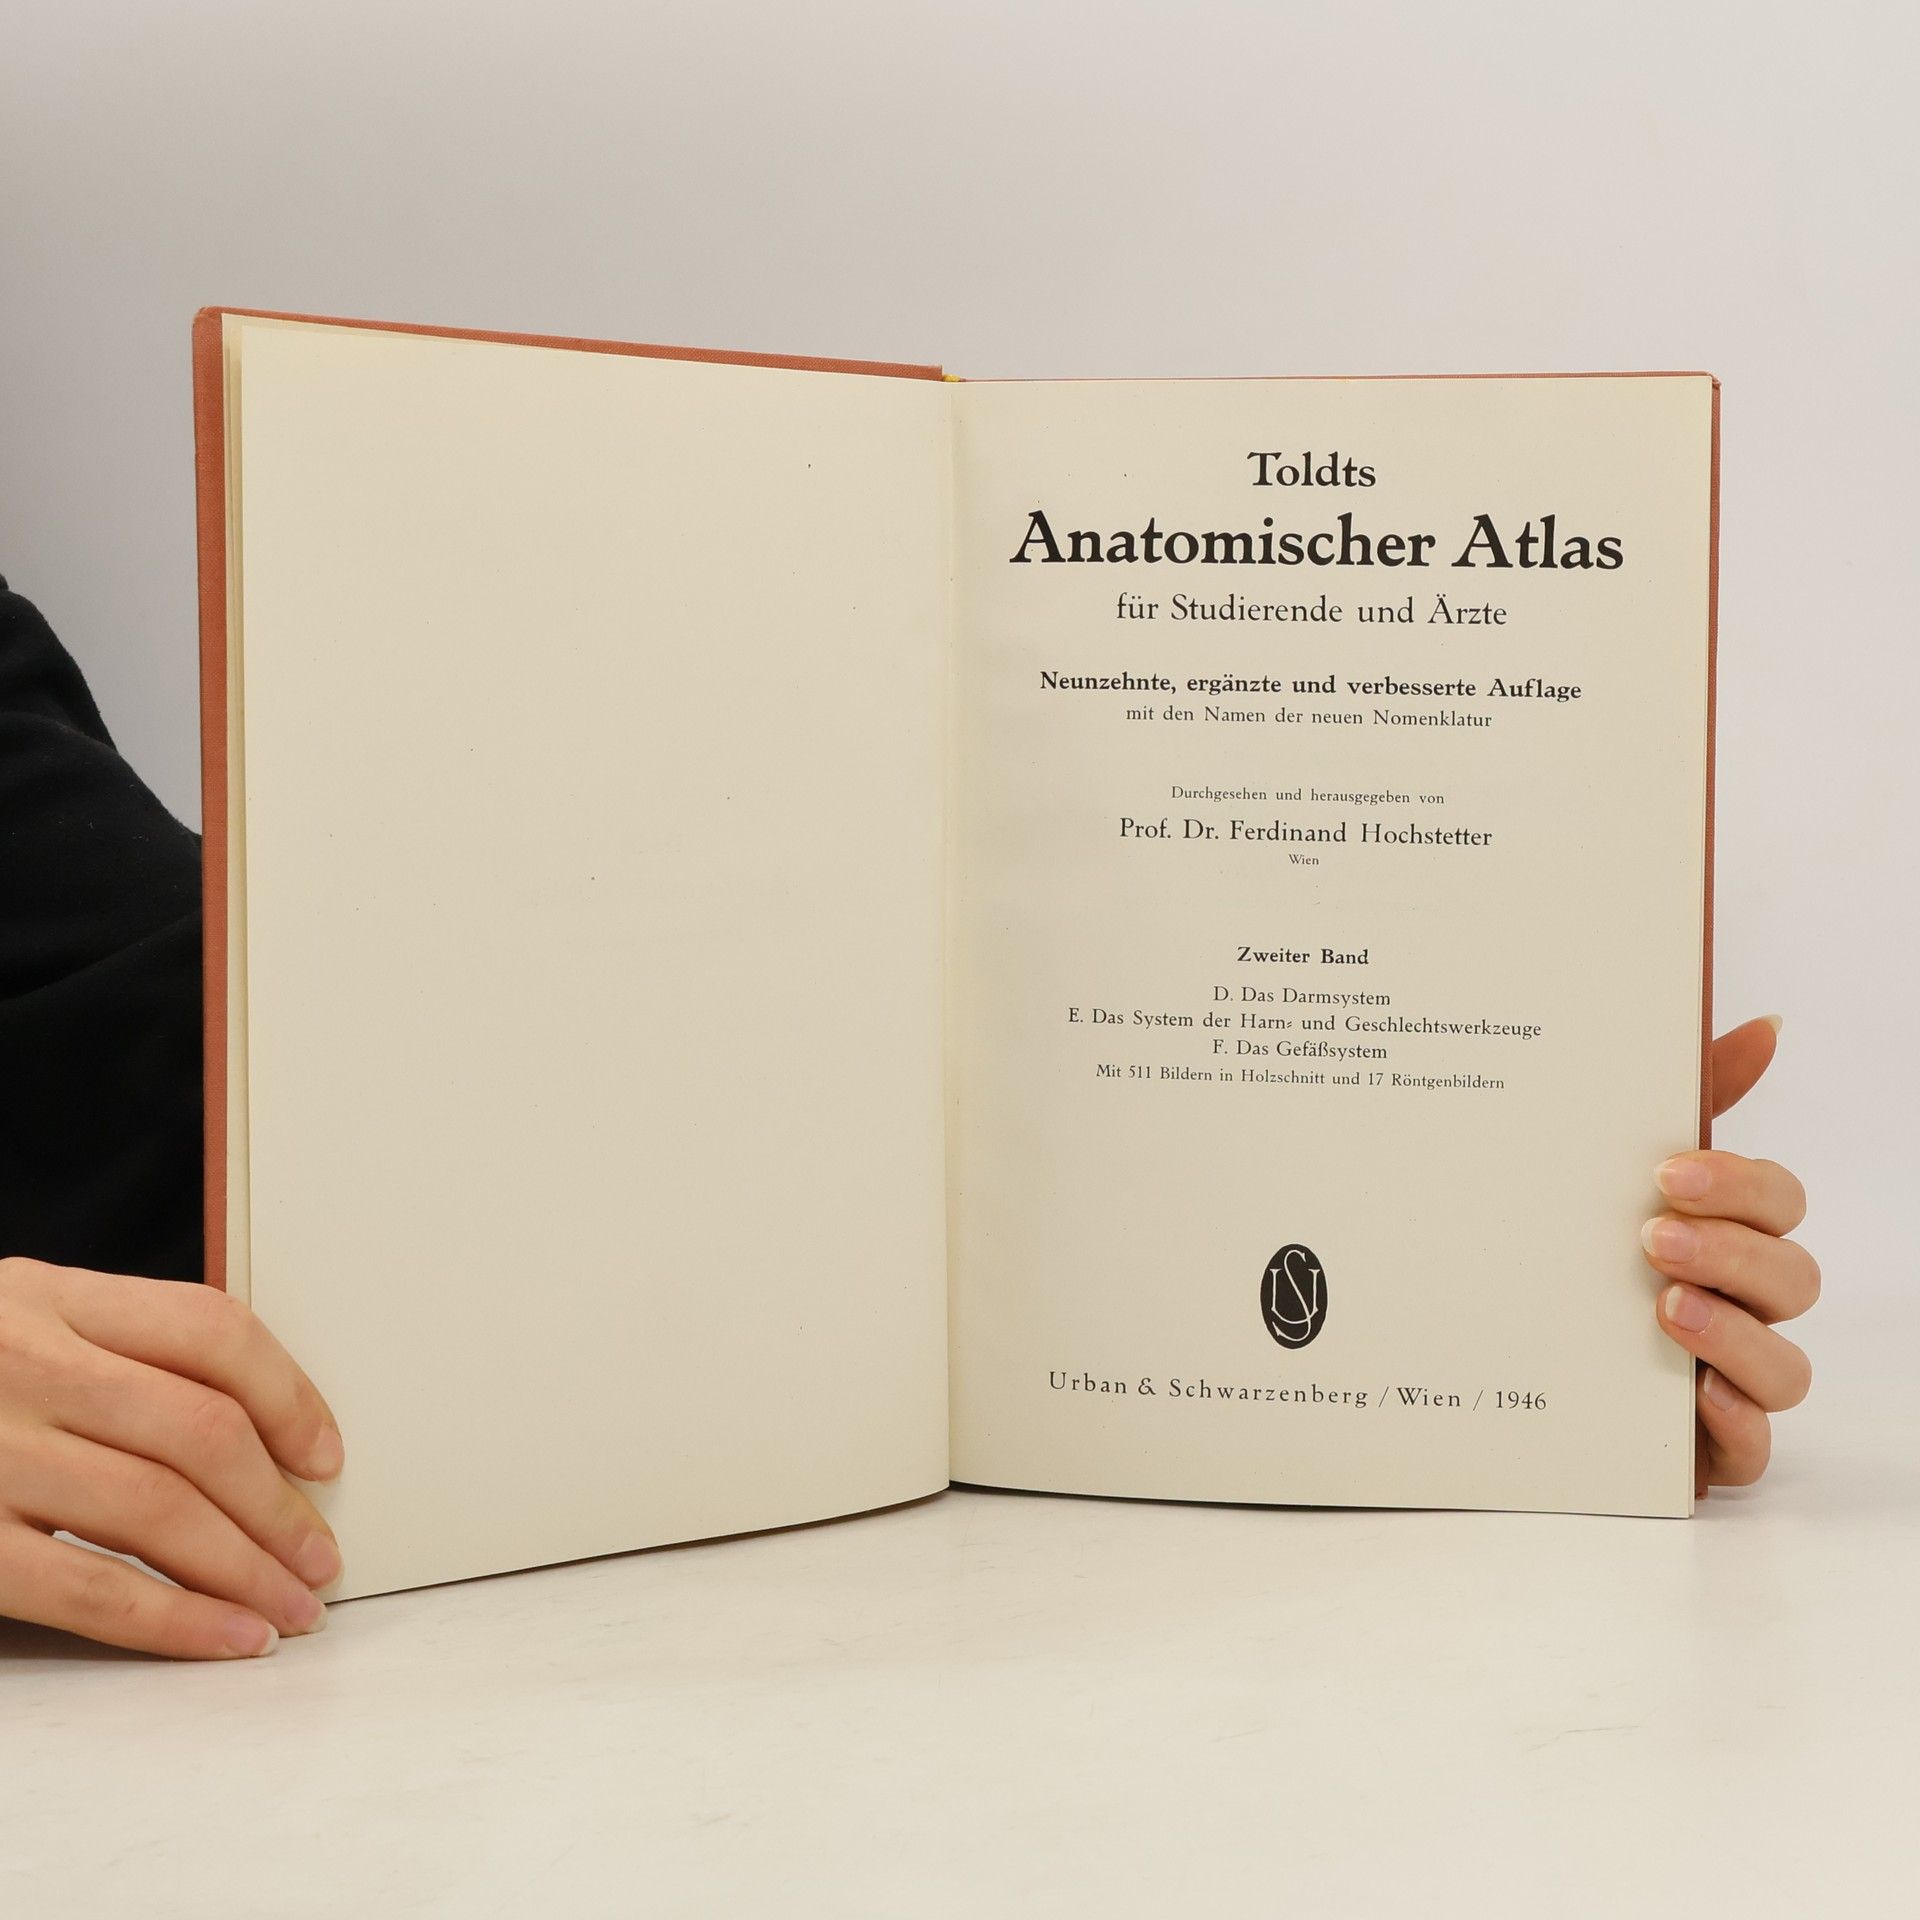 Toldts
Anatomischer Atlas
für Studierende und Ärzte
Neunzehnte, ergänzte und verbesserte Auflage
mit den Namen der neuen Nomenklatur
Durchgesehen und herausgegeben von
Prof. Dr. Ferdinand Hochstetter
Wien
Zweiter Band
D. Das Darmsystem
E. Das System der Harn- und Geschlechtswerkzeuge
F. Das Gefäßsystem
Mit 511 Bildern in Holzschnitt und 17 Röntgenbildern
US
Urban & Schwarzenberg / Wien / 1946